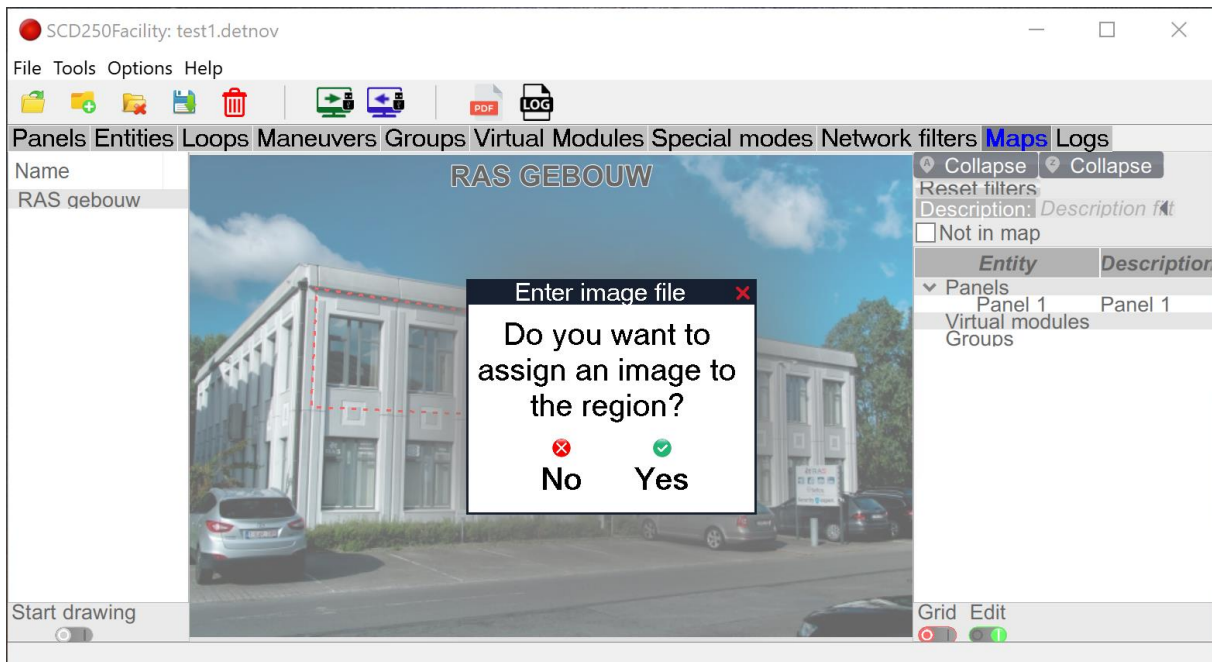 SCD250Facility: test1.detnov
File Tools Options Help
PDF LOG
Panels Entities Loops Maneuvers Groups Virtual Modules Special modes Network filters Maps Logs
Name
RAS gebouw
RAS GEBOUW
A Collapse Z Collapse
Reset filters
Description: Description filt
Not in map
Entity Description
Panels
Panel 1 Panel 1
Virtual modules
Groups
Enter image file
Do you want to
assign an image to
the region?
No Yes
Start drawing
Grid Edit